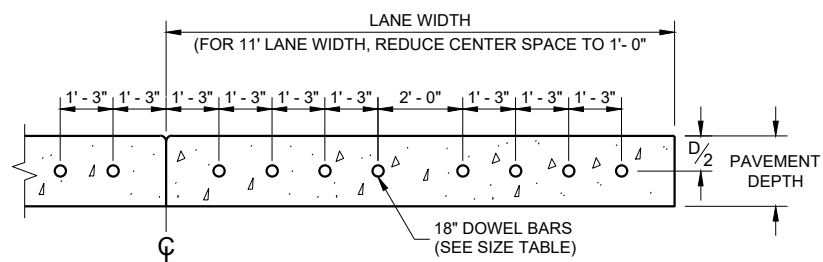 LANE WIDTH
(FOR 11' LANE WIDTH, REDUCE CENTER SPACE TO 1'- 0"
1' - 3" 1' - 3" 1' - 3" 1' - 3" 1' - 3" 1' - 3" 2' - 0" 1' - 3" 1' - 3" 1' - 3"
D/2
PAVEMENT
DEPTH
18" DOWEL BARS
(SEE SIZE TABLE)
℄